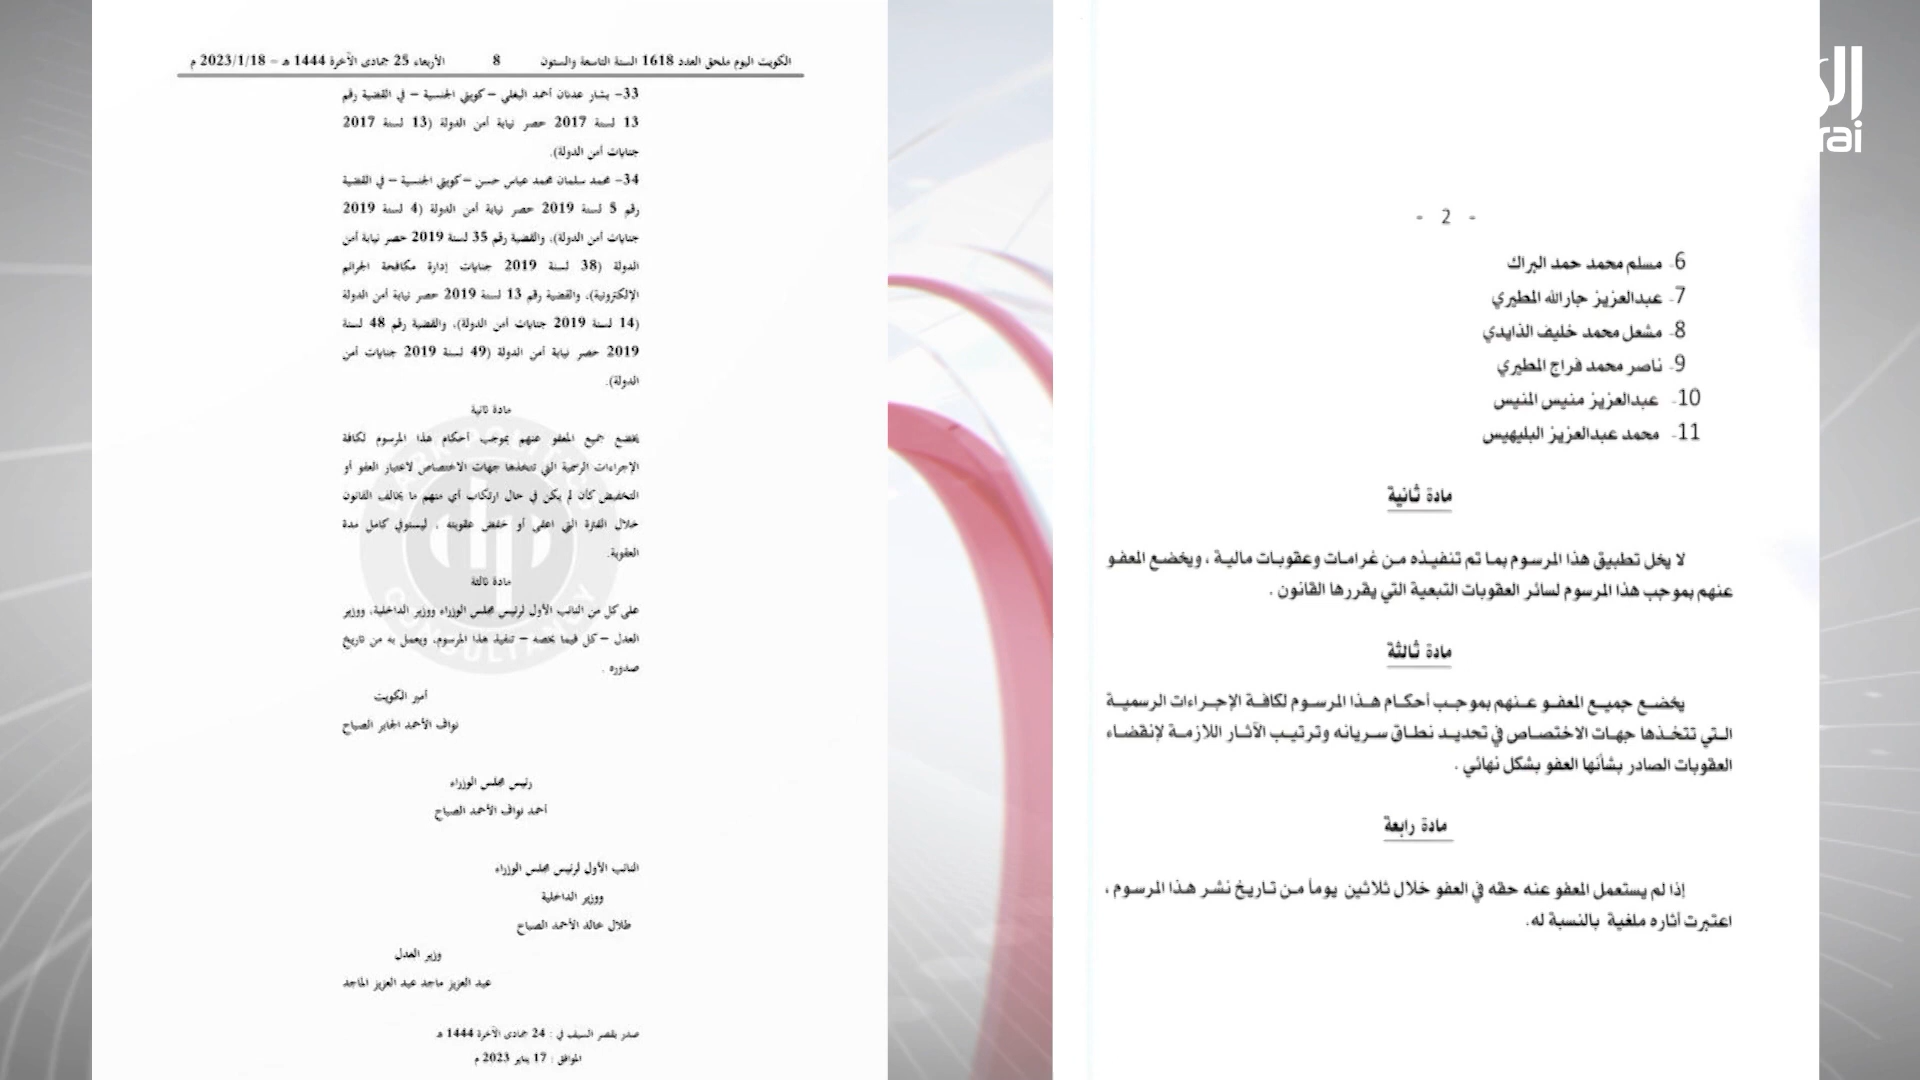 الكويت اليوم ملحق العدد 1618 السنة التاسعة والستون 8 الأربعاء 25 جمادى الآخرة 1444 هـ – 2023/1/18 م
33– بشار عدنان أحمد البغلي – كويتي الجنسية – في القضية رقم
13 لسنة 2017 حصر نيابة أمن الدولة (13 لسنة 2017
جنايات أمن الدولة).
34– محمد سلمان محمد عباس حسن – كويتي الجنسية – في القضية
رقم 5 لسنة 2019 حصر نيابة أمن الدولة (4 لسنة 2019
جنايات أمن الدولة)، والقضية رقم 35 لسنة 2019 حصر نيابة أمن
الدولة (38 لسنة 2019 جنايات إدارة مكافحة الجرائم
الإلكترونية)، والقضية رقم 13 لسنة 2019 حصر نيابة أمن الدولة
(14 لسنة 2019 جنايات أمن الدولة)، والقضية رقم 48 لسنة
2019 حصر نيابة أمن الدولة (49 لسنة 2019 جنايات أمن
الدولة).
مادة ثانية
يخضع جميع المعفو عنهم بموجب أحكام هذا المرسوم لكافة
الإجراءات الرسمية التي تتخذها جهات الاختصاص لاعتبار العفو أو
التخفيض كأن لم يكن في حال ارتكاب أي منهم ما يخالف القانون
خلال الفترة التي اعفي أو خفض عقوبته ، ليستوفي كامل مدة
العقوبة.
مادة ثالثة
على كل من النائب الأول لرئيس مجلس الوزراء ووزير الداخلية، ووزير
العدل – كل فيما يخصه – تنفيذ هذا المرسوم، ويعمل به من تاريخ
صدوره .
أمير الكويت
نواف الأحمد الجابر الصباح
رئيس مجلس الوزراء
أحمد نواف الأحمد الصباح
النائب الأول لرئيس مجلس الوزراء
ووزير الداخلية
طلال خالد الأحمد الصباح
وزير العدل
عبد العزيز ماجد عبد العزيز الماجد
صدر بقصر السيف في : 24 جمادى الآخرة 1444 هـ
الموافق : 17 يناير 2023 م
CONSULTANCY
- 2 -
6- مسلم محمد حمد البراك
7- عبدالعزيز جارالله المطيري
8- مشعل محمد خليف الذايدي
9- ناصر محمد فراج المطيري
10- عبدالعزيز منيس المنيس
11- محمد عبدالعزيز البليهيس
مادة ثانية
لا يخل تطبيق هذا المرسوم بما تم تنفيذه من غرامات وعقوبات مالية ، ويخضع المعفو
عنهم بموجب هذا المرسوم لسائر العقوبات التبعية التي يقررها القانون .
مادة ثالثة
يخضع جميع المعفو عنهم بموجب أحكام هذا المرسوم لكافة الإجراءات الرسمية
التي تتخذها جهات الاختصاص في تحديد نطاق سريانه وترتيب الآثار اللازمة لإنقضاء
العقوبات الصادر بشأنها العفو بشكل نهائي .
مادة رابعة
إذا لم يستعمل المعفو عنه حقه في العفو خلال ثلاثين يوماً من تاريخ نشر هذا المرسوم ،
اعتبرت أثاره ملغية بالنسبة له.
rai